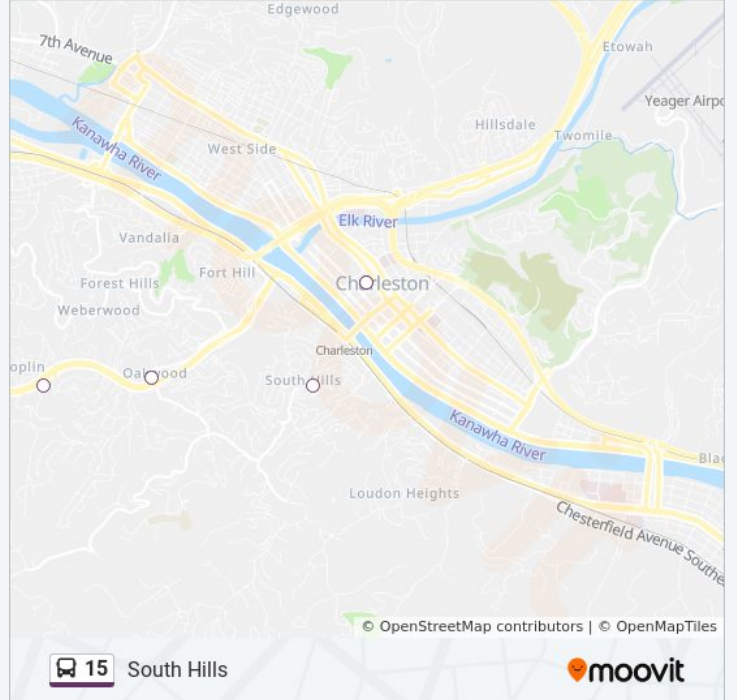 Edgewood
7th Avenue
Etowah
Yeager Airpo
Hillsdale
Twomile
Kanawha River
West Side
Elk River
Vandalia
Fort Hill
Forest Hills
Charleston
Weberwood
Charleston
oplin
Oakwood
South Hills
Kanawha River
Blac
Loudon Heights
Chesterfield Avenue Southe
© OpenStreetMap contributors | © OpenMapTiles
15 South Hills
moovit